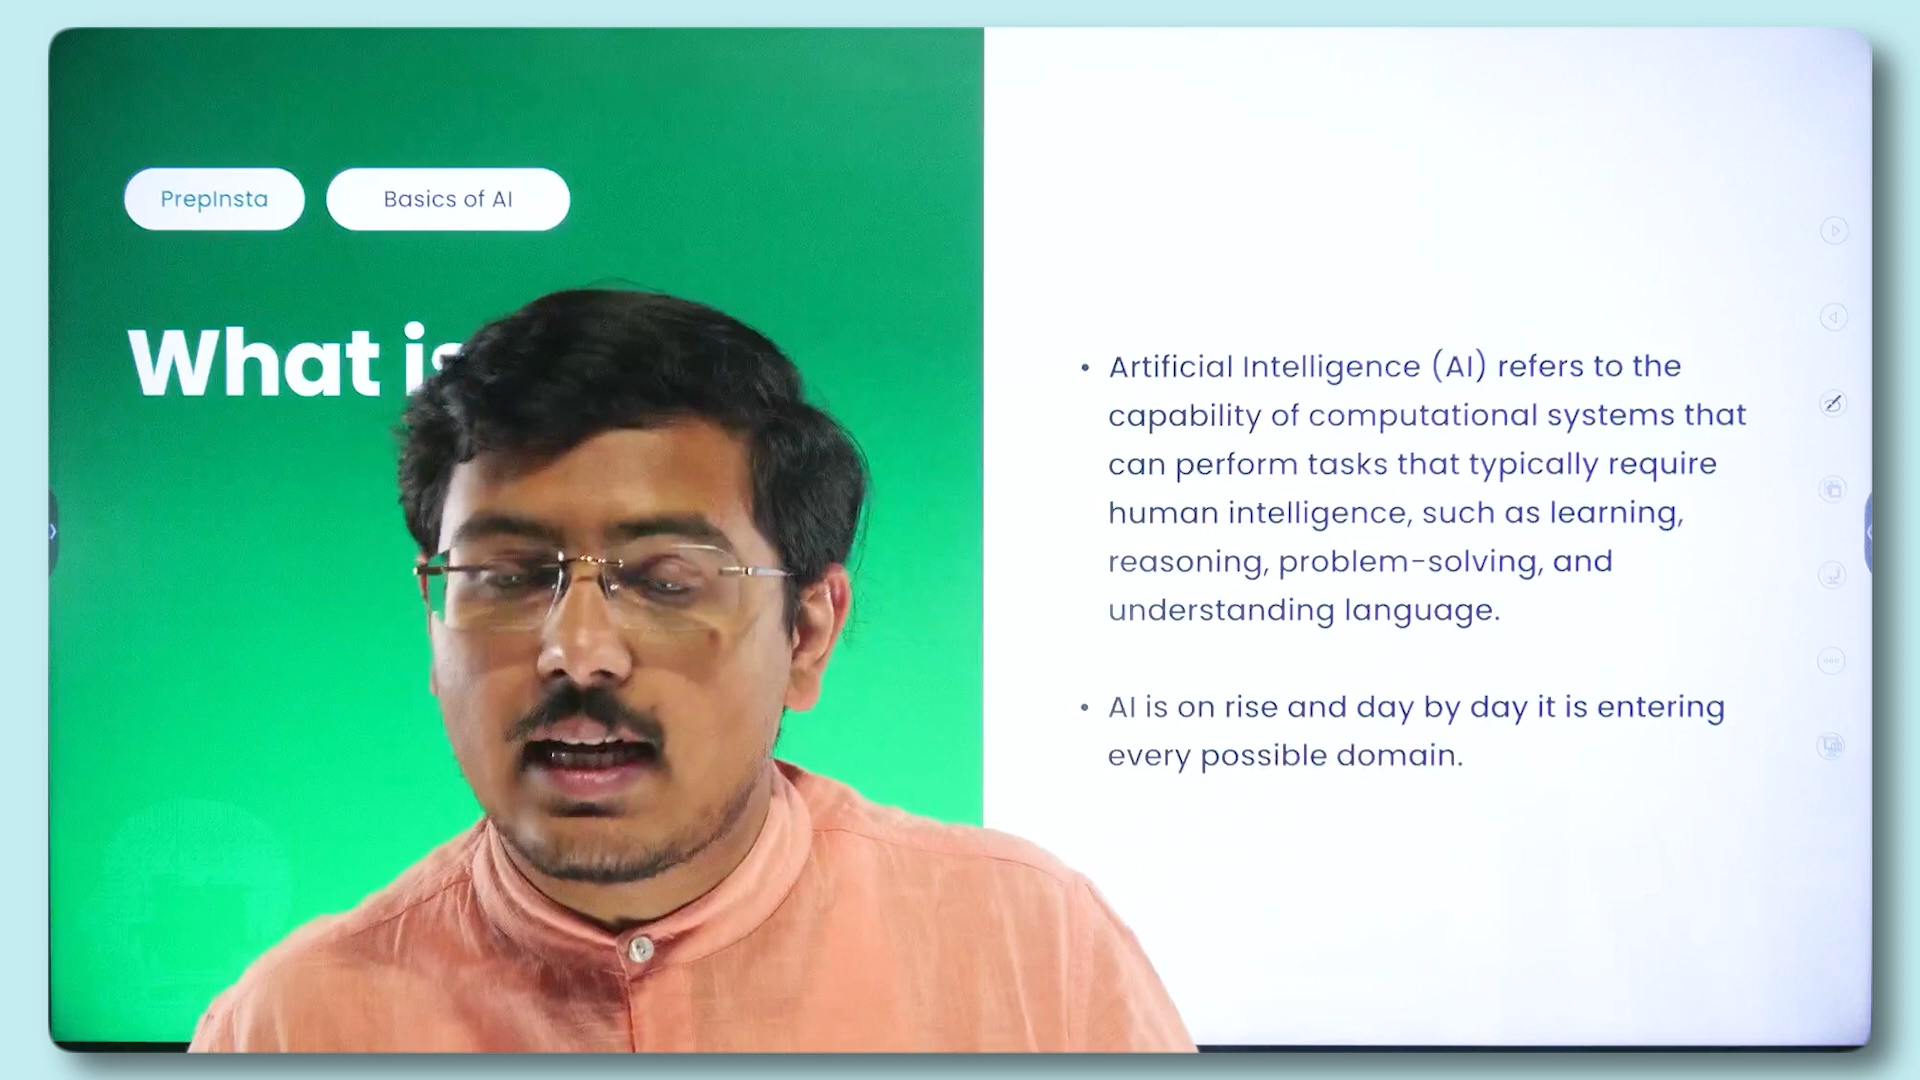 PrepInsta
Basics of AI
What is
• Artificial Intelligence (AI) refers to the
capability of computational systems that
can perform tasks that typically require
human intelligence, such as learning,
reasoning, problem-solving, and
understanding language.
• AI is on rise and day by day it is entering
every possible domain.